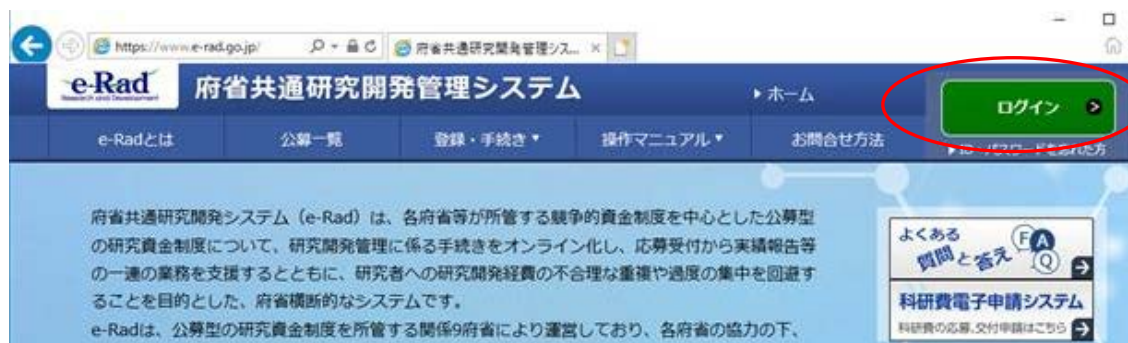 https://www.e-rad.go.jp/
府省共通研究開発管理シス...
e-Rad
府省共通研究開発管理システム
ホーム
ログイン
e-Radとは
公募一覧
登録・手続き
操作マニュアル
お問合せ方法
ID・パスワードを忘れた方
府省共通研究開発システム（e-Rad）は、各府省等が所管する競争的資金制度を中心とした公募型
の研究資金制度について、研究開発管理に係る手続きをオンライン化し、応募受付から実績報告等
の一連の業務を支援するとともに、研究者への研究開発経費の不合理な重複や過度の集中を回避す
ることを目的とした、府省横断的なシステムです。
e-Radは、公募型の研究資金制度を所管する関係9府省により運営しており、各府省の協力の下、
よくある
質問と答え
FAQ
科研費電子申請システム
科研費の応募、交付申請はこちら